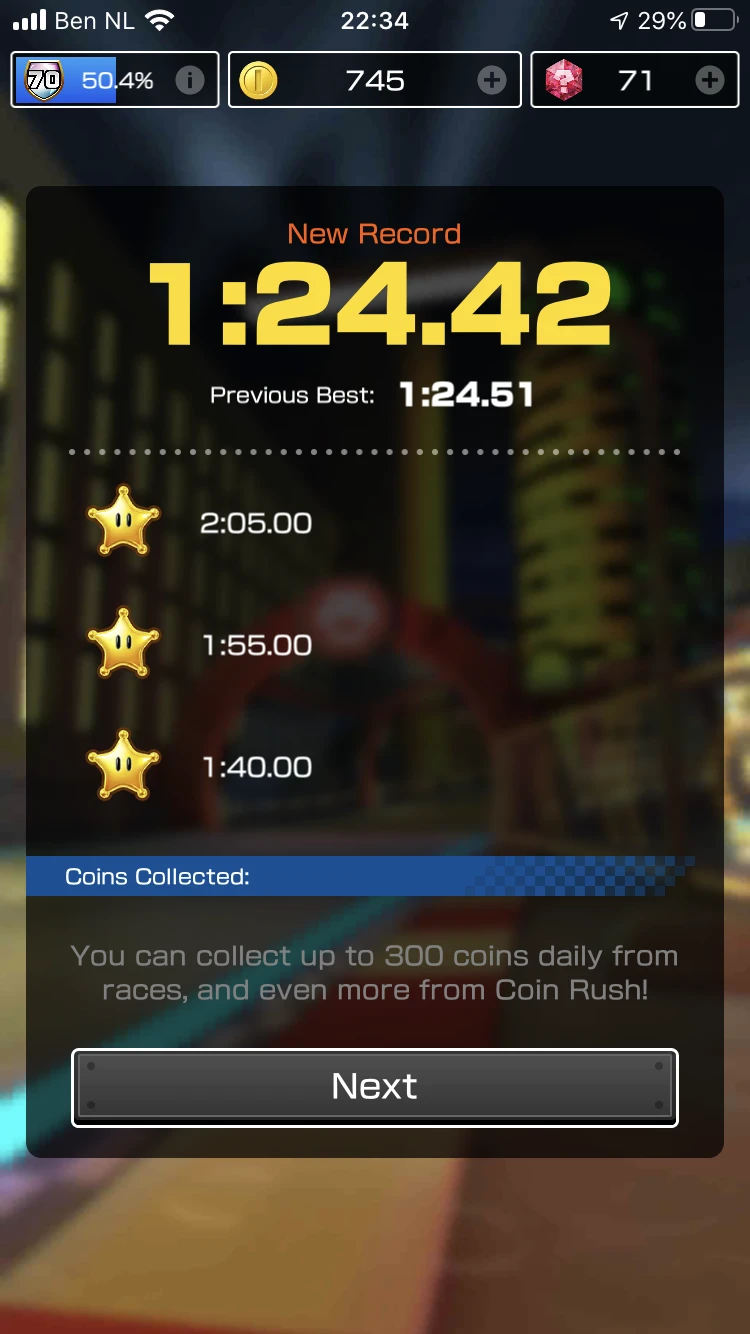 Ben NL 22:34 29%
70 50.4% i 745 + ? 71 +
New Record
1:24.42
Previous Best: 1:24.51
2:05.00
1:55.00
1:40.00
Coins Collected:
You can collect up to 300 coins daily from
races, and even more from Coin Rush!
Next